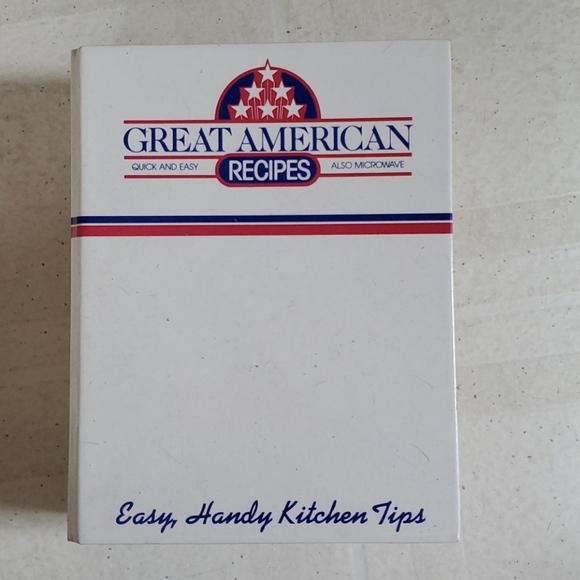 GREAT AMERICAN
QUICK AND EASY RECIPES ALSO MICROWAVE
Easy, Handy Kitchen Tips